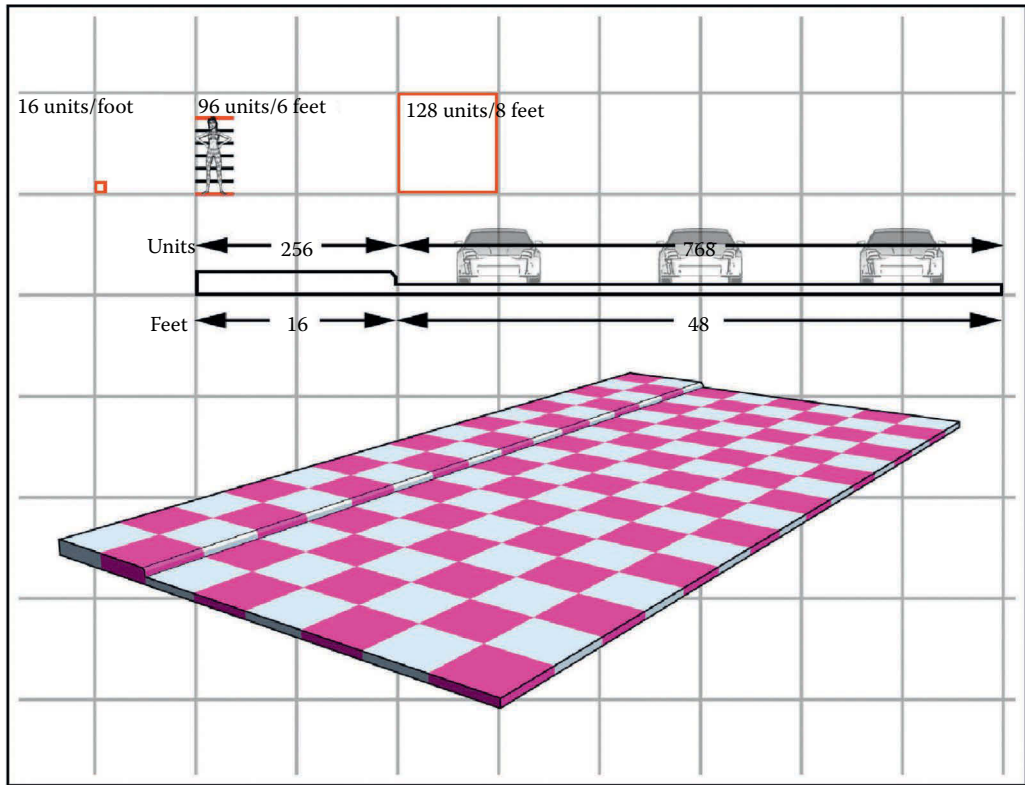 16 units/foot
96 units/6 feet
128 units/8 feet
Units
256
768
Feet
16
48